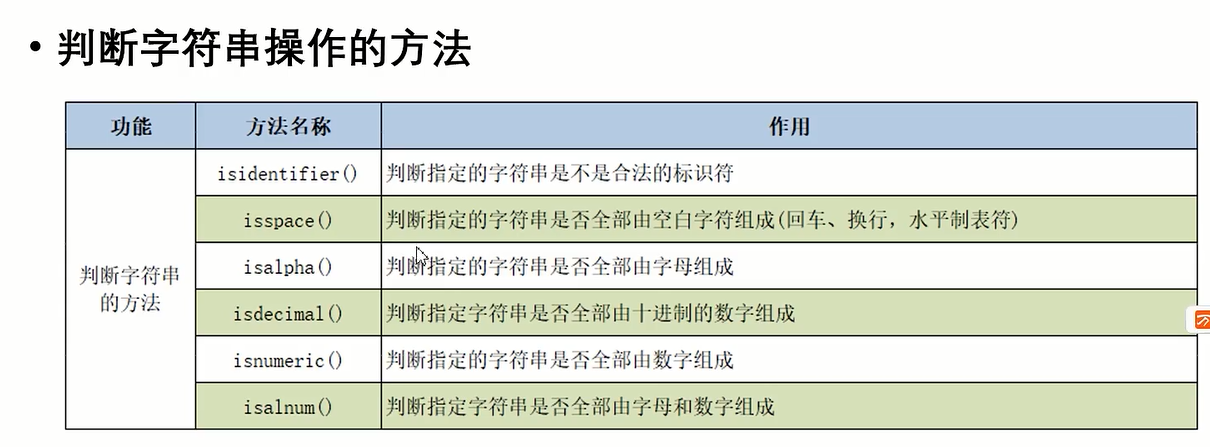 • 判断字符串操作的方法
功能 方法名称 作用
isidentifier() 判断指定的字符串是不是合法的标识符
isspace() 判断指定的字符串是否全部由空白字符组成(回车、换行，水平制表符)
判断字符串
的方法
isalpha() 判断指定的字符串是否全部由字母组成
isdecimal() 判断指定字符串是否全部由十进制的数字组成
isnumeric() 判断指定的字符串是否全部由数字组成
isalnum() 判断指定字符串是否全部由字母和数字组成